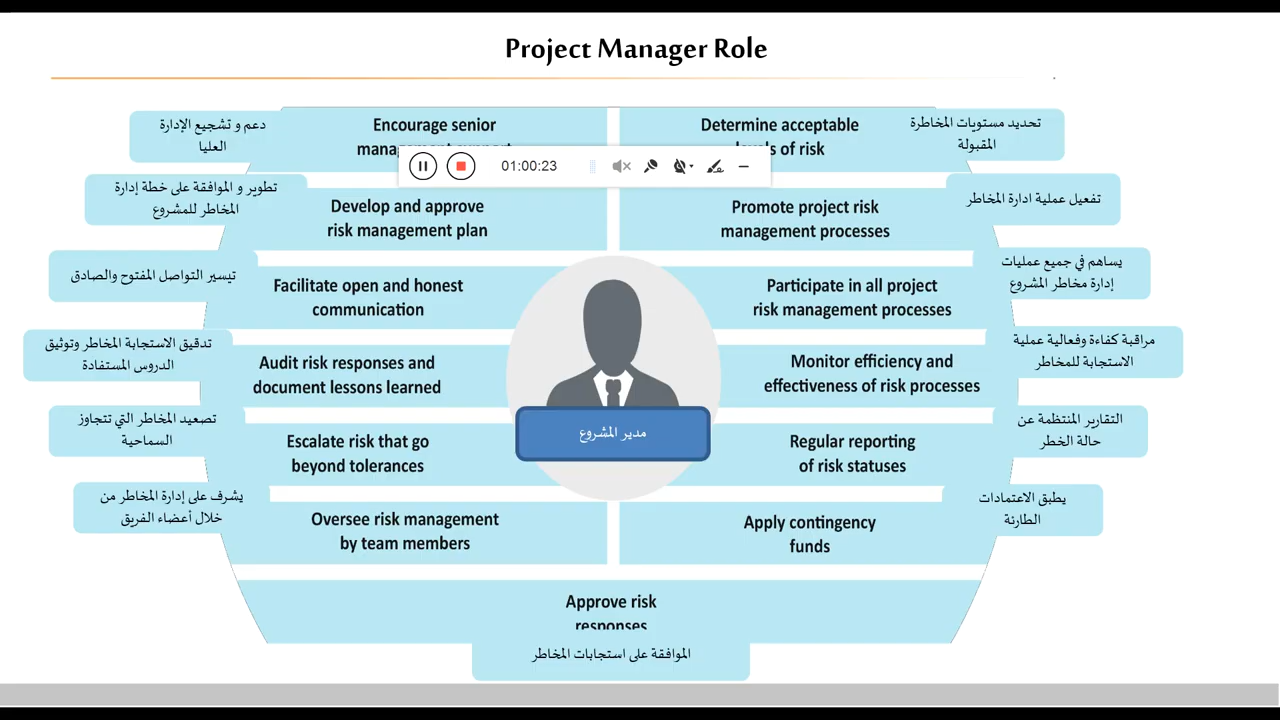 Project Manager Role
دعم و تشجيع الإدارة
العليا
Encourage senior
management support
Determine acceptable
levels of risk
تحديد مستويات المخاطرة
المقبولة
01:00:23
تطوير و الموافقة على خطة إدارة
المخاطر للمشروع
Develop and approve
risk management plan
Promote project risk
management processes
تفعيل عملية ادارة المخاطر
تيسير التواصل المفتوح والصادق
Facilitate open and honest
communication
Participate in all project
risk management processes
يساهم في جميع عمليات
إدارة مخاطر المشروع
تدقيق الاستجابة المخاطر وتوثيق
الدروس المستفادة
Audit risk responses and
document lessons learned
Monitor efficiency and
effectiveness of risk processes
مراقبة كفاءة وفعالية عملية
الاستجابة للمخاطر
تصعيد المخاطر التي تتجاوز
السماحية
Escalate risk that go
beyond tolerances
مدير المشروع
Regular reporting
of risk statuses
التقارير المنتظمة عن
حالة الخطر
يشرف على إدارة المخاطر من
خلال أعضاء الفريق
Oversee risk management
by team members
Apply contingency
funds
يطبق الاعتمادات
الطارئة
Approve risk
responses
الموافقة على استجابات المخاطر